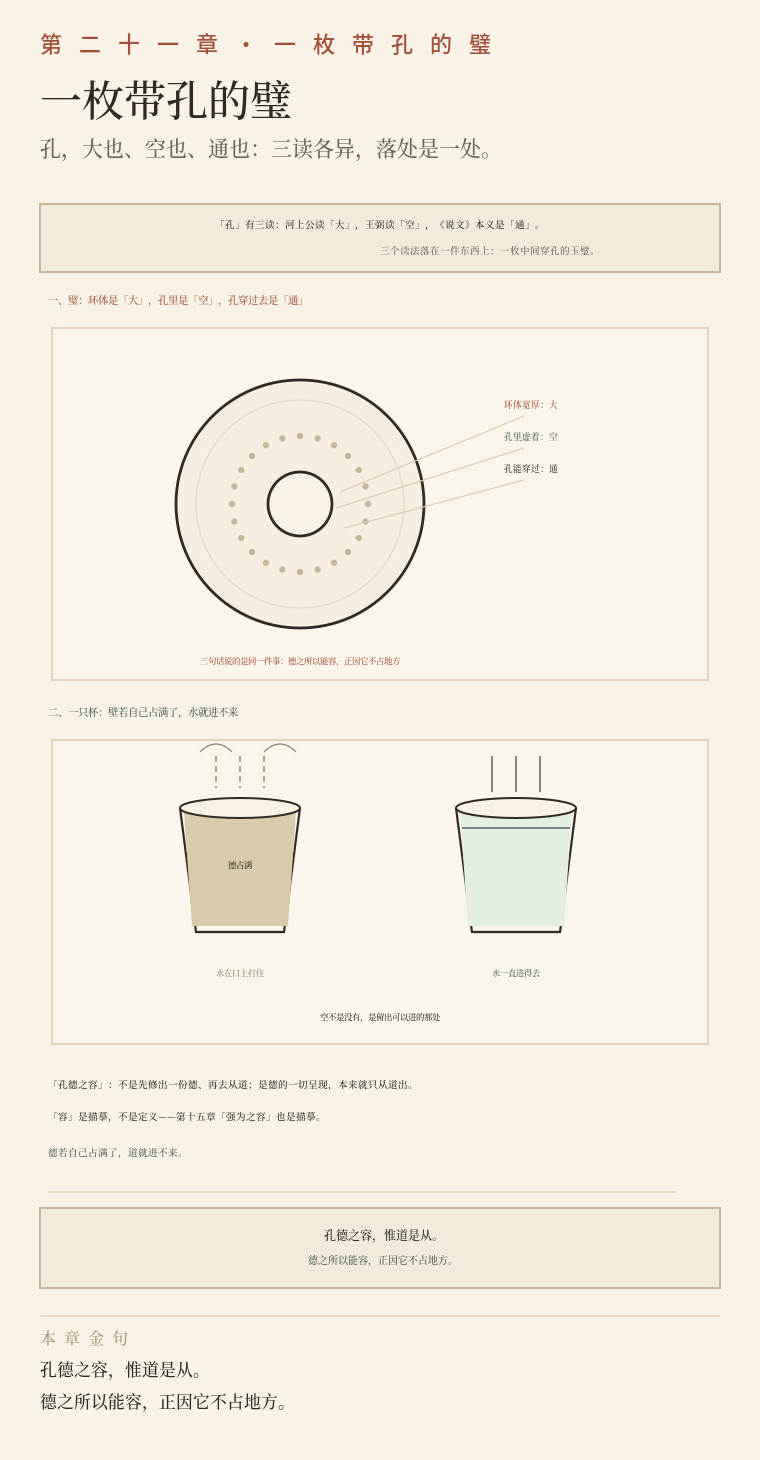 第二十一章·一枚带孔的璧
一枚带孔的璧
孔，大也、空也、通也：三读各异，落处是一处。
「孔」有三读：河上公读「大」，王弼读「空」，《说文》本义是「通」。
三个读法落在一件东西上：一枚中间穿孔的玉璧。
一、璧：环体是「大」，孔里是「空」，孔穿过去是「通」
环体宽厚：大
孔里虚着：空
孔能穿过：通
三句话说的是同一件事：德之所以能容，正因它不占地方
二、一只杯：璧若自己占满了，水就进不来
德占满
水在口上打住
水一直进得去
空不是没有，是留出可以进的那处
「孔德之容」：不是先修出一份德、再去从道；是德的一切呈现，本来就只从道出。
「容」是描摹，不是定义——第十五章「强为之容」也是描摹。
德若自己占满了，道就进不来。
孔德之容，惟道是从。
德之所以能容，正因它不占地方。
本章金句
孔德之容，惟道是从。
德之所以能容，正因它不占地方。